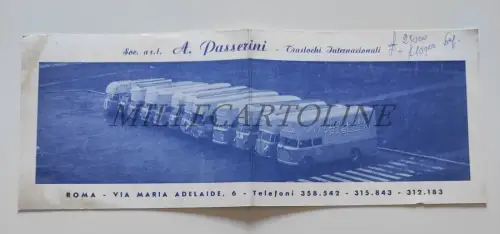 Soc. a r.l. A. Passerini - Traslochi Internazionali
MILLECARTOLINE
ROMA - VIA MARIA ADELAIDE, 6 - Telefoni 358.542 - 315.843 - 312.183